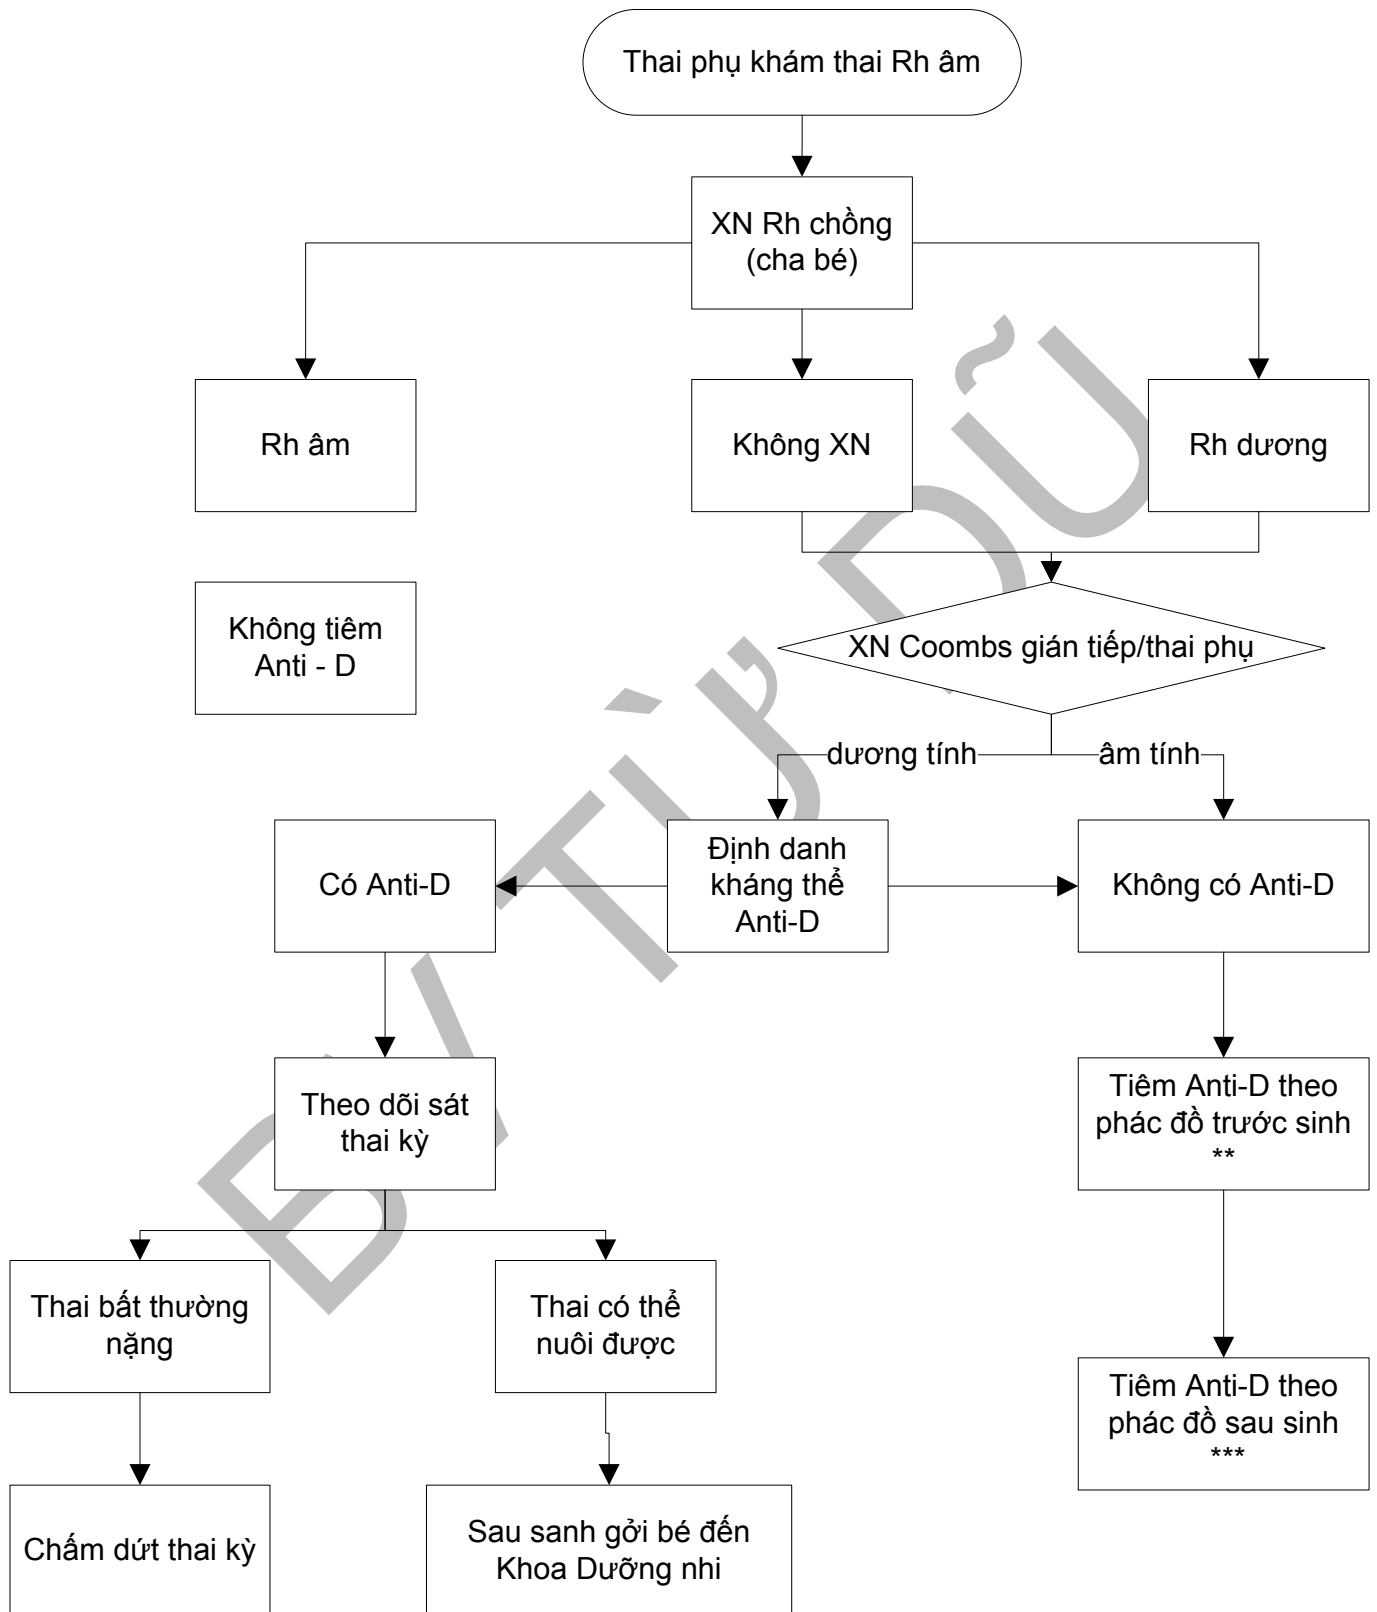 Thai phụ khám thai Rh âm
XN Rh chồng
(cha bé)
Rh âm
Không XN
Rh dương
Không tiêm
Anti - D
XN Coombs gián tiếp/thai phụ
dương tính
âm tính
Có Anti-D
Định danh
kháng thể
Anti-D
Không có Anti-D
Theo dõi sát
thai kỳ
Tiêm Anti-D theo
phác đồ trước sinh
**
Thai bất thường
nặng
Thai có thể
nuôi được
Tiêm Anti-D theo
phác đồ sau sinh
***
Chấm dứt thai kỳ
Sau sanh gởi bé đến
Khoa Dưỡng nhi
BV TỪ DŨ